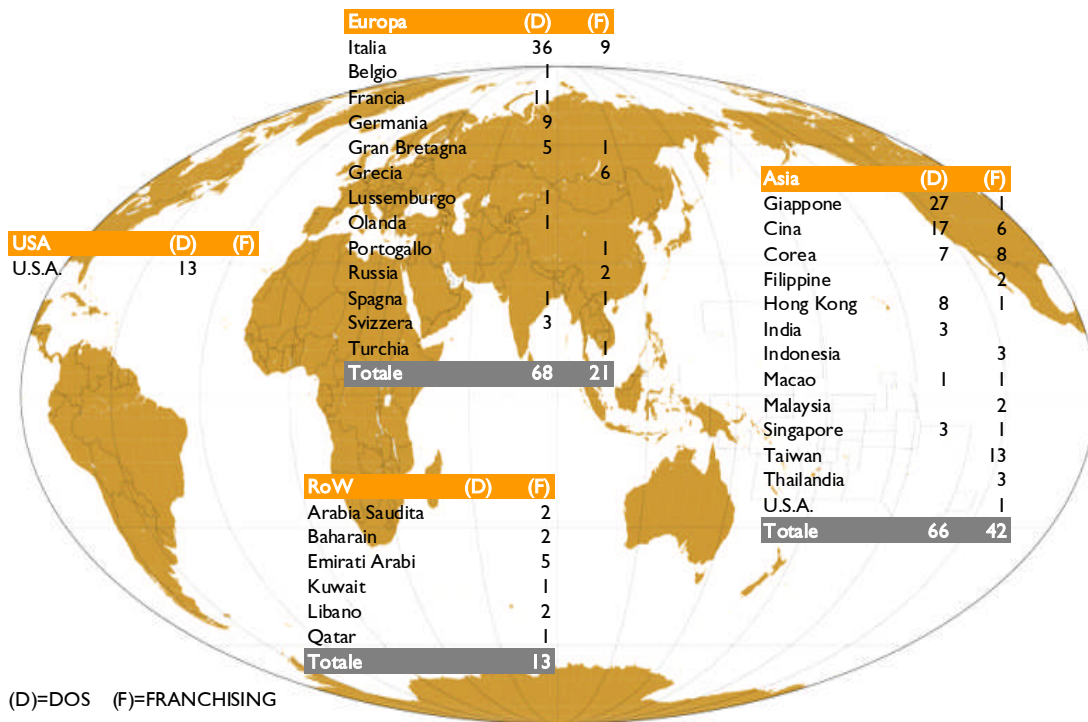 Europa (D) (F)
Italia 36 9
Belgio 1
Francia 11
Germania 9
Gran Bretagna 5 1
Grecia 6
Lussemburgo 1
Olanda 1
Portogallo 1
Russia 2
Spagna 1 1
Svizzera 3
Turchia 1
Totale 68 21
USA (D) (F)
U.S.A. 13
Asia (D) (F)
Giappone 27 1
Cina 17 6
Corea 7 8
Filippine 2
Hong Kong 8 1
India 3
Indonesia 3
Macao 1 1
Malaysia 2
Singapore 3 1
Taiwan 13
Thailandia 3
U.S.A. 1
Totale 66 42
RoW (D) (F)
Arabia Saudita 2
Baharain 2
Emirati Arabi 5
Kuwait 1
Libano 2
Qatar 1
Totale 13
(D)=DOS (F)=FRANCHISING